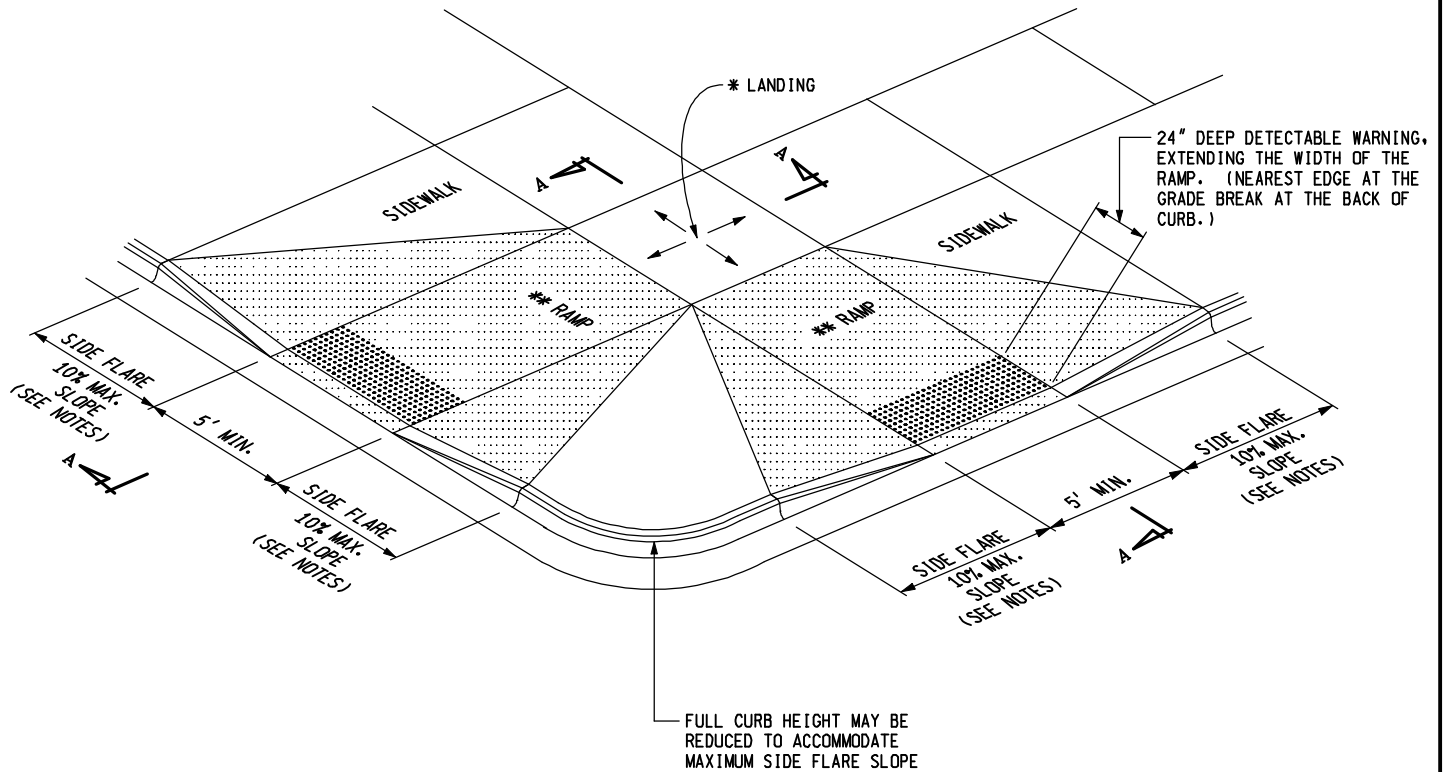 * LANDING
24" DEEP DETECTABLE WARNING,
EXTENDING THE WIDTH OF THE
RAMP. (NEAREST EDGE AT THE
GRADE BREAK AT THE BACK OF
CURB.)
A
A
SIDEWALK
SIDEWALK
** RAMP
** RAMP
SIDE FLARE
10% MAX.
SLOPE
(SEE NOTES)
5' MIN.
A
SIDE FLARE
10% MAX.
SLOPE
(SEE NOTES)
SIDE FLARE
10% MAX.
SLOPE
(SEE NOTES)
5' MIN.
A
SIDE FLARE
10% MAX.
SLOPE
(SEE NOTES)
FULL CURB HEIGHT MAY BE
REDUCED TO ACCOMMODATE
MAXIMUM SIDE FLARE SLOPE